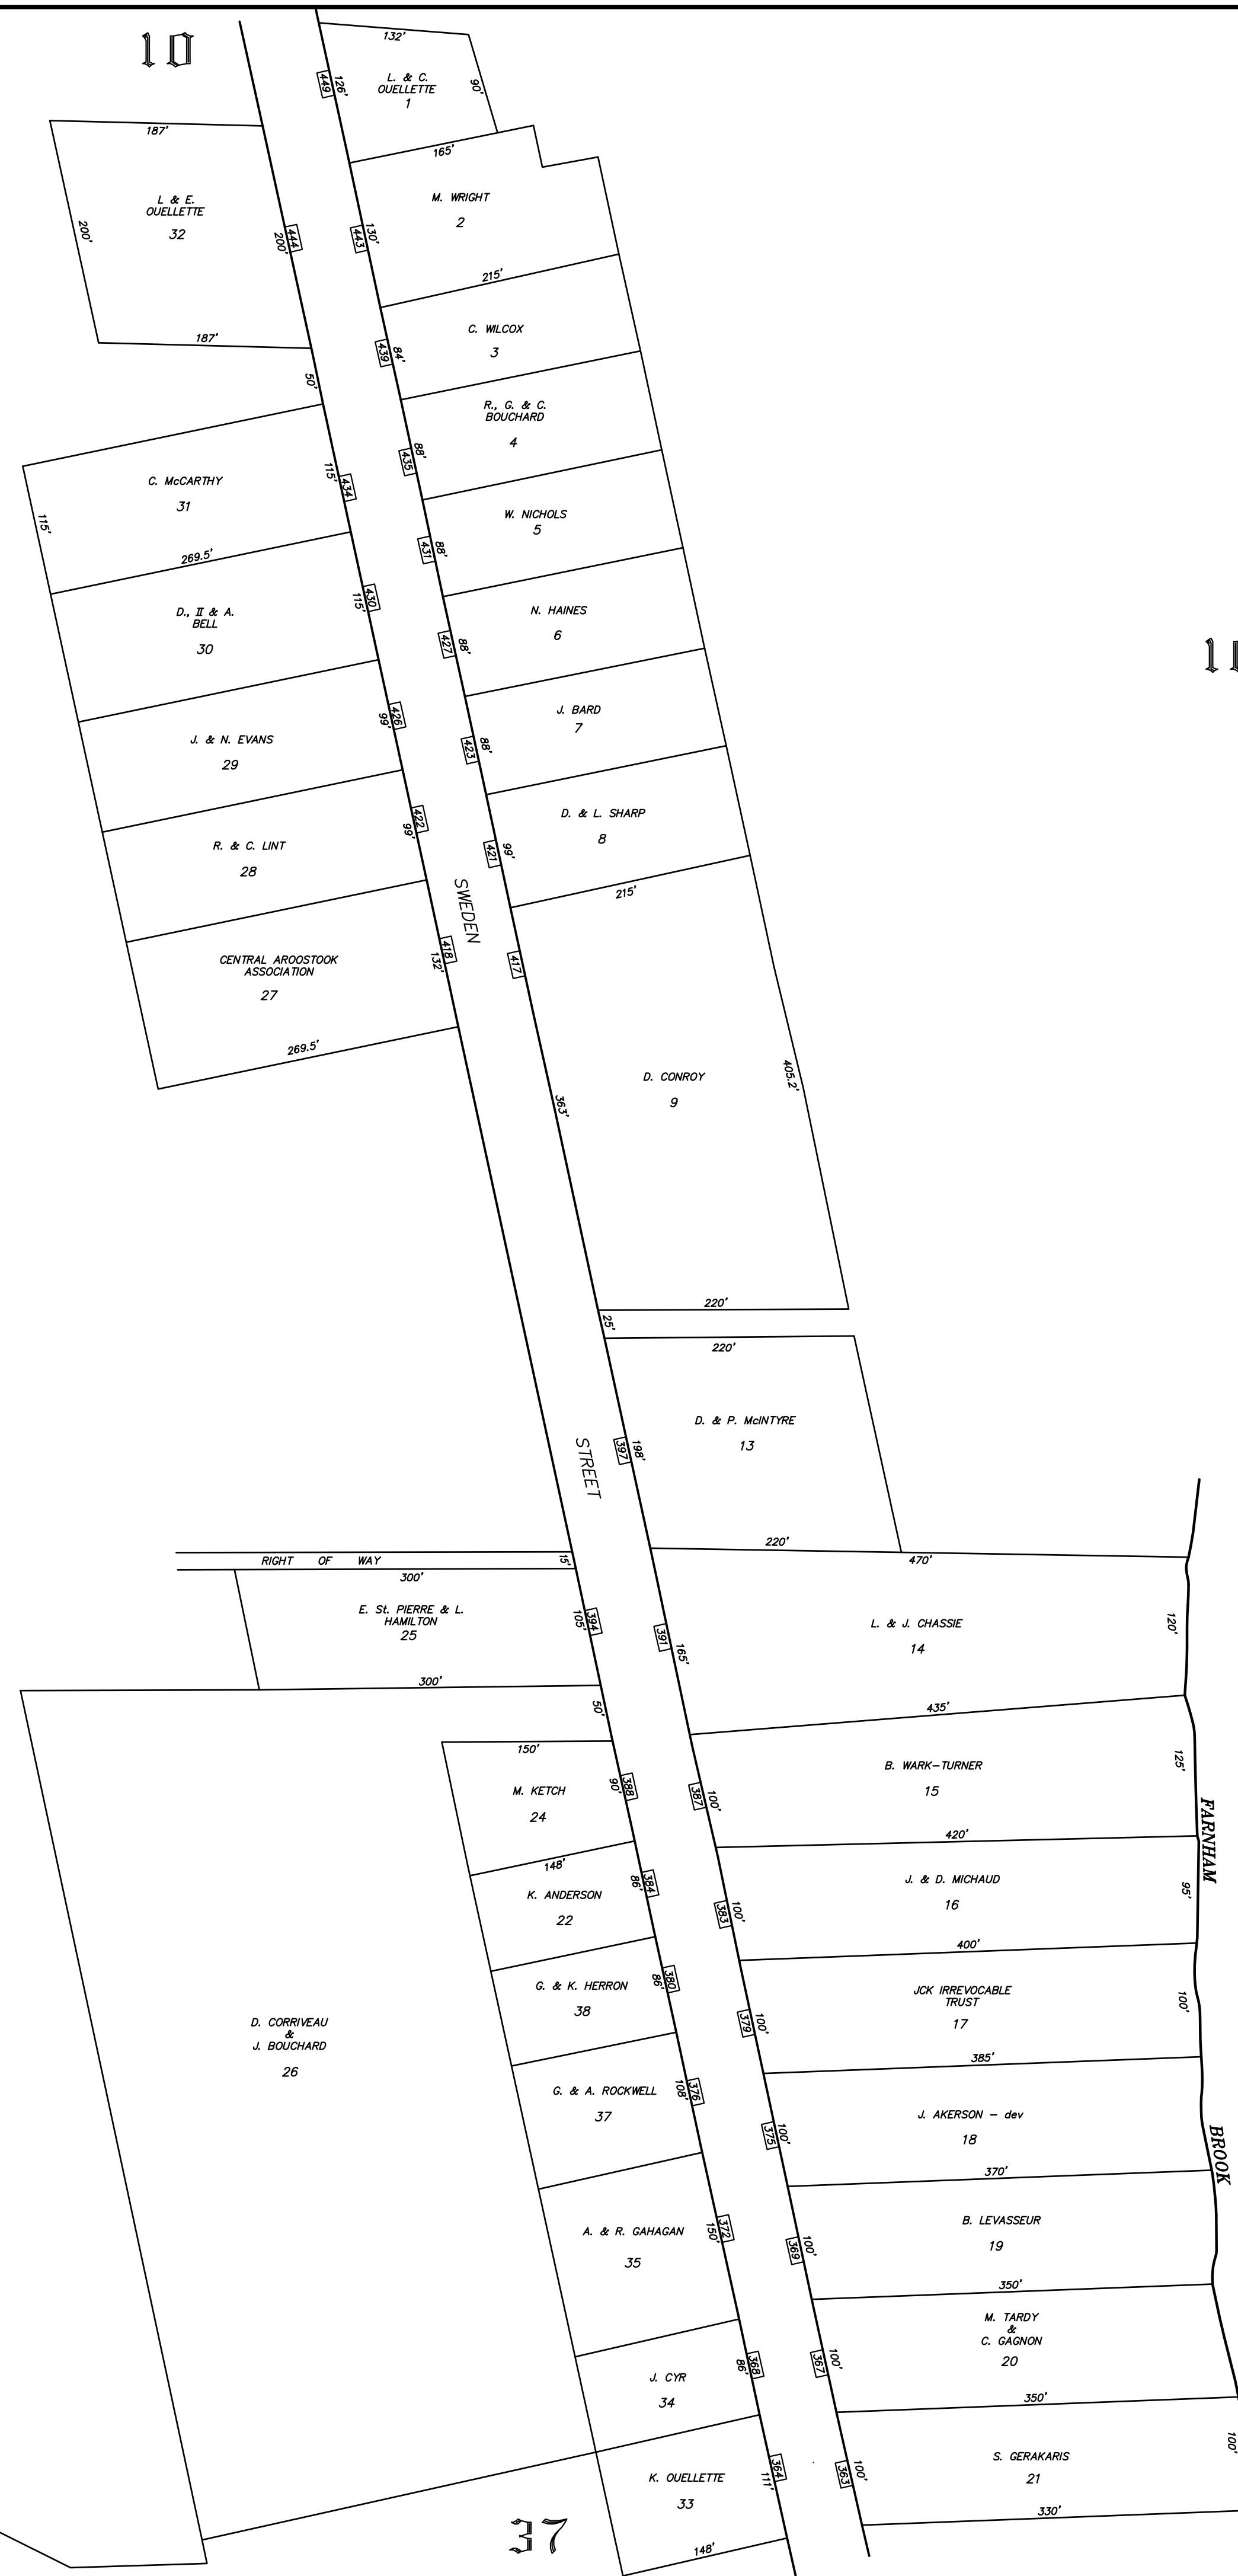 10
132'
L. & C.
OUELLETTE
1
90'
449
126'
187'
165'
L & E.
OUELLETTE
32
200'
200'
444
187'
M. WRIGHT
2
443
130'
215'
C. WILCOX
3
439
84'
50'
R., G. & C.
BOUCHARD
4
435
88'
C. McCARTHY
31
115'
115'
434
269.5'
W. NICHOLS
5
431
88'
D., II & A.
BELL
30
115'
430
N. HAINES
6
427
88'
J. & N. EVANS
29
99'
426
J. BARD
7
423
88'
R. & C. LINT
28
99'
422
D. & L. SHARP
8
421
99'
215'
SWEDEN
CENTRAL AROOSTOOK
ASSOCIATION
27
132'
418
269.5'
417
D. CONROY
9
363'
405.2'
220'
25'
220'
D. & P. McINTYRE
13
397
198'
STREET
220'
470'
RIGHT OF WAY
15'
300'
E. St. PIERRE & L.
HAMILTON
25
105'
394
300'
50'
L. & J. CHASSIE
14
391
165'
120'
435'
150'
M. KETCH
24
90'
388
148'
B. WARK-TURNER
15
387
100'
125'
420'
FARNHAM
K. ANDERSON
22
86'
384
J. & D. MICHAUD
16
383
100'
95'
400'
G. & K. HERRON
38
86'
380
JCK IRREVOCABLE
TRUST
17
379
100'
100'
385'
D. CORRIVEAU
&
J. BOUCHARD
26
G. & A. ROCKWELL
37
108'
376
J. AKERSON - dev
18
375
100'
370'
BROOK
A. & R. GAHAGAN
35
150'
372
B. LEVASSEUR
19
369
100'
350'
M. TARDY
&
C. GAGNON
20
367
100'
350'
J. CYR
34
86'
368
S. GERAKARIS
21
363
100'
100'
330'
K. OUELLETTE
33
111'
364
148'
37